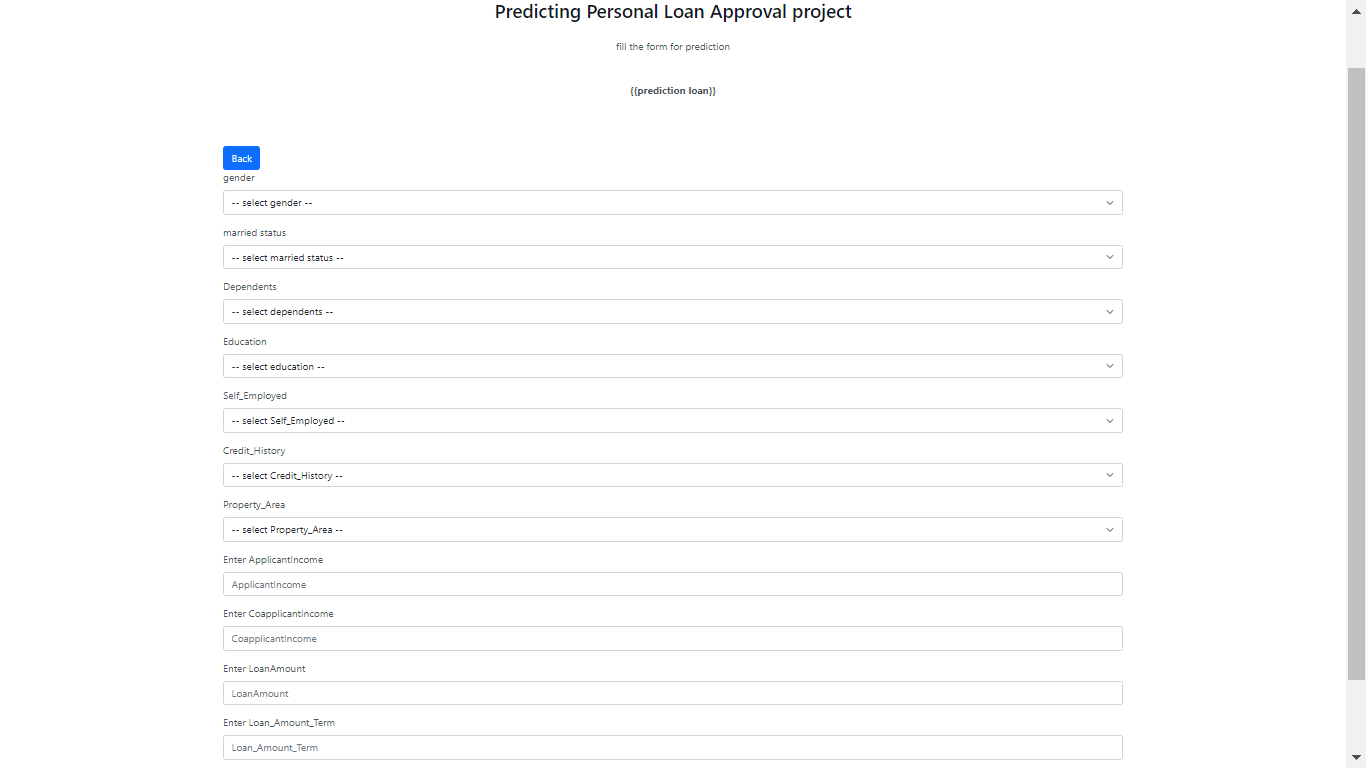 Predicting Personal Loan Approval project
fill the form for prediction
{{prediction loan}}
Back
gender
-- select gender --
married status
-- select married status --
Dependents
-- select dependents --
Education
-- select education --
Self_Employed
-- select Self_Employed --
Credit_History
-- select Credit_History --
Property_Area
-- select Property_Area --
Enter ApplicantIncome
ApplicantIncome
Enter CoapplicantIncome
CoapplicantIncome
Enter LoanAmount
LoanAmount
Enter Loan_Amount_Term
Loan_Amount_Term